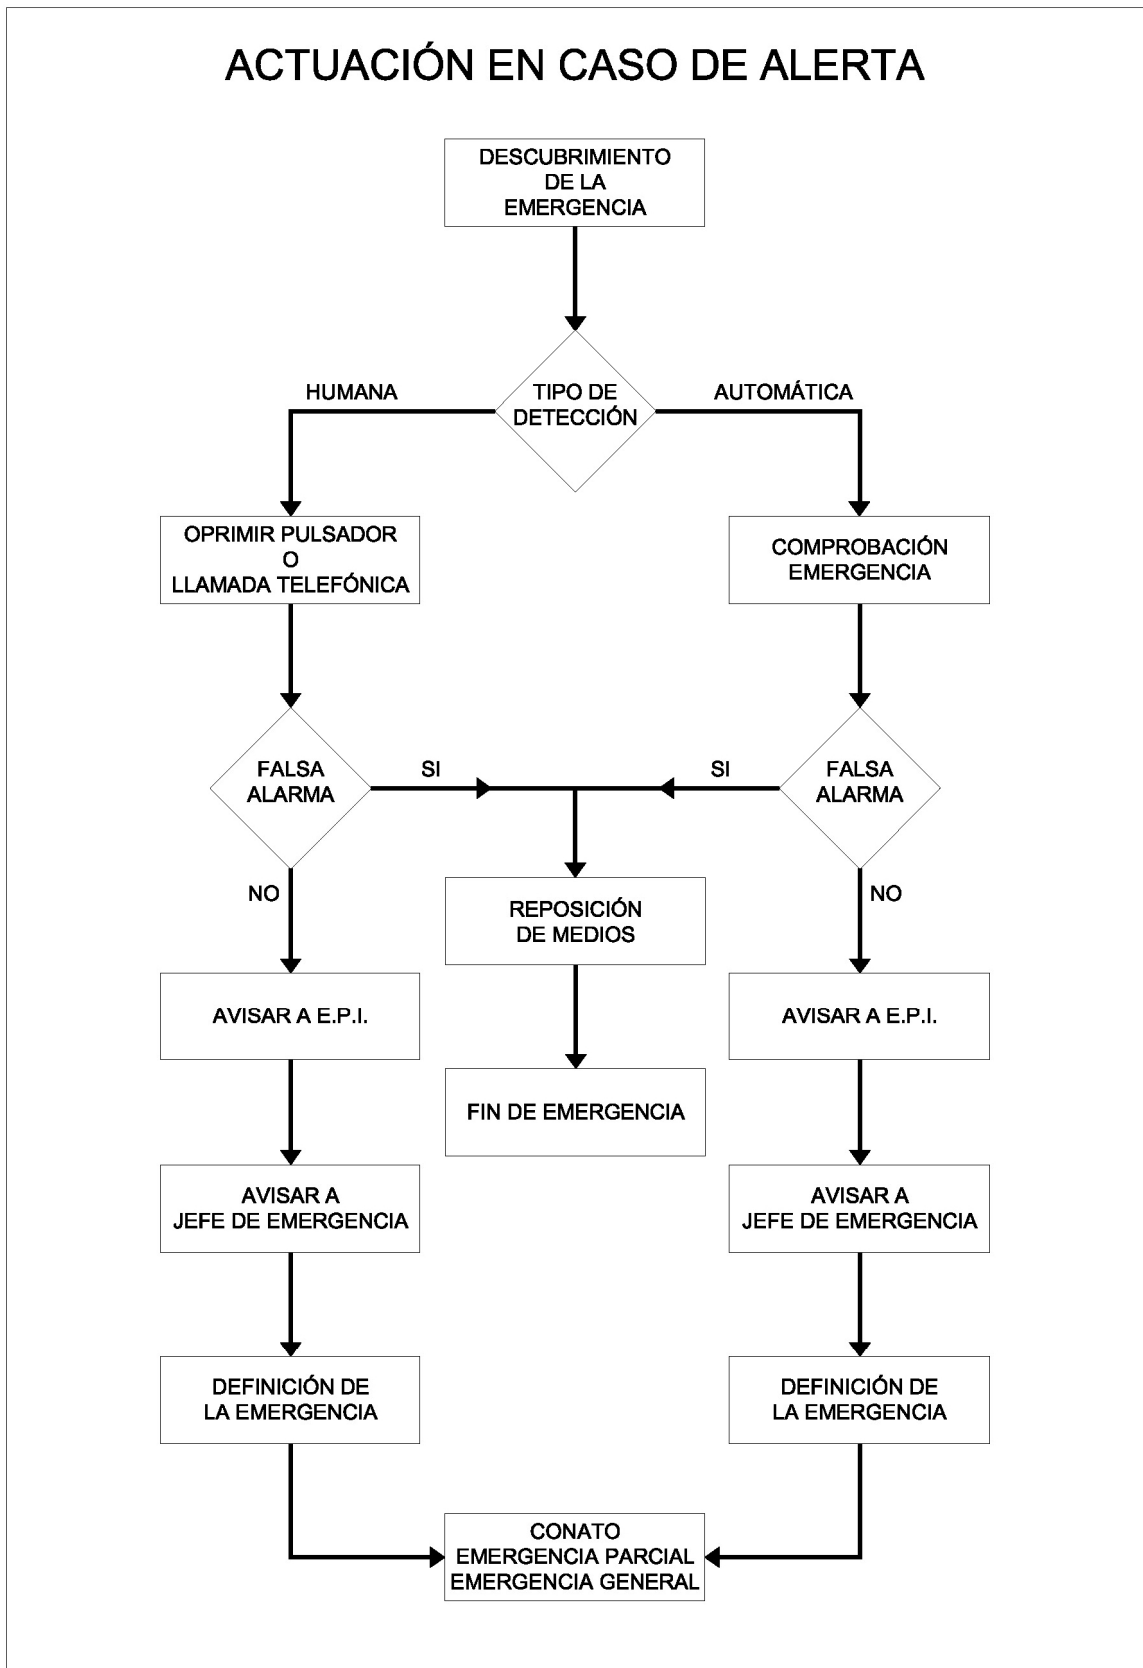 ACTUACIÓN EN CASO DE ALERTA
DESCUBRIMIENTO
DE LA
EMERGENCIA
TIPO DE
DETECCIÓN
HUMANA
AUTOMÁTICA
OPRIMIR PULSADOR
O
LLAMADA TELEFÓNICA
COMPROBACIÓN
EMERGENCIA
FALSA
ALARMA
SI
SI
FALSA
ALARMA
NO
REPOSICIÓN
DE MEDIOS
NO
AVISAR A E.P.I.
AVISAR A E.P.I.
FIN DE EMERGENCIA
AVISAR A
JEFE DE EMERGENCIA
AVISAR A
JEFE DE EMERGENCIA
DEFINICIÓN DE
LA EMERGENCIA
DEFINICIÓN DE
LA EMERGENCIA
CONATO
EMERGENCIA PARCIAL
EMERGENCIA GENERAL